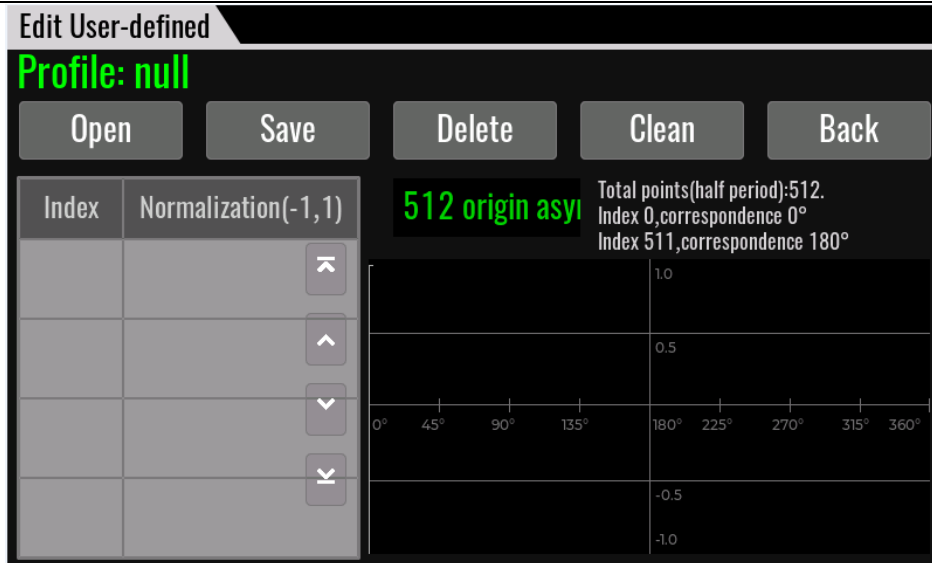 Edit User-defined
Profile: null
Open Save Delete Clean Back
Index Normalization(-1,1)
512 origin asy
Total points(half period):512.
Index 0,correspondence 0°
Index 511,correspondence 180°
1.0
0.5
0° 45° 90° 135° 180° 225° 270° 315° 360°
-0.5
-1.0